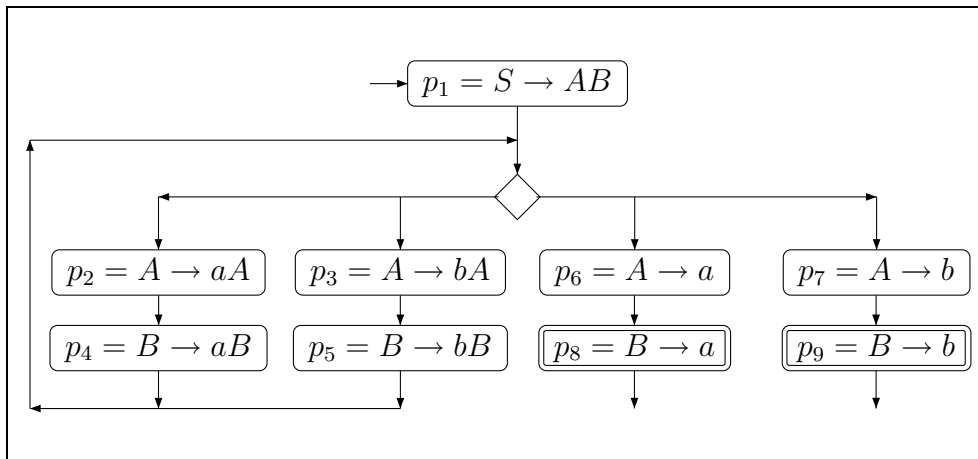 p₁ = S → AB
p₂ = A → aA
p₃ = A → bA
p₆ = A → a
p₇ = A → b
p₄ = B → aB
p₅ = B → bB
p₈ = B → a
p₉ = B → b